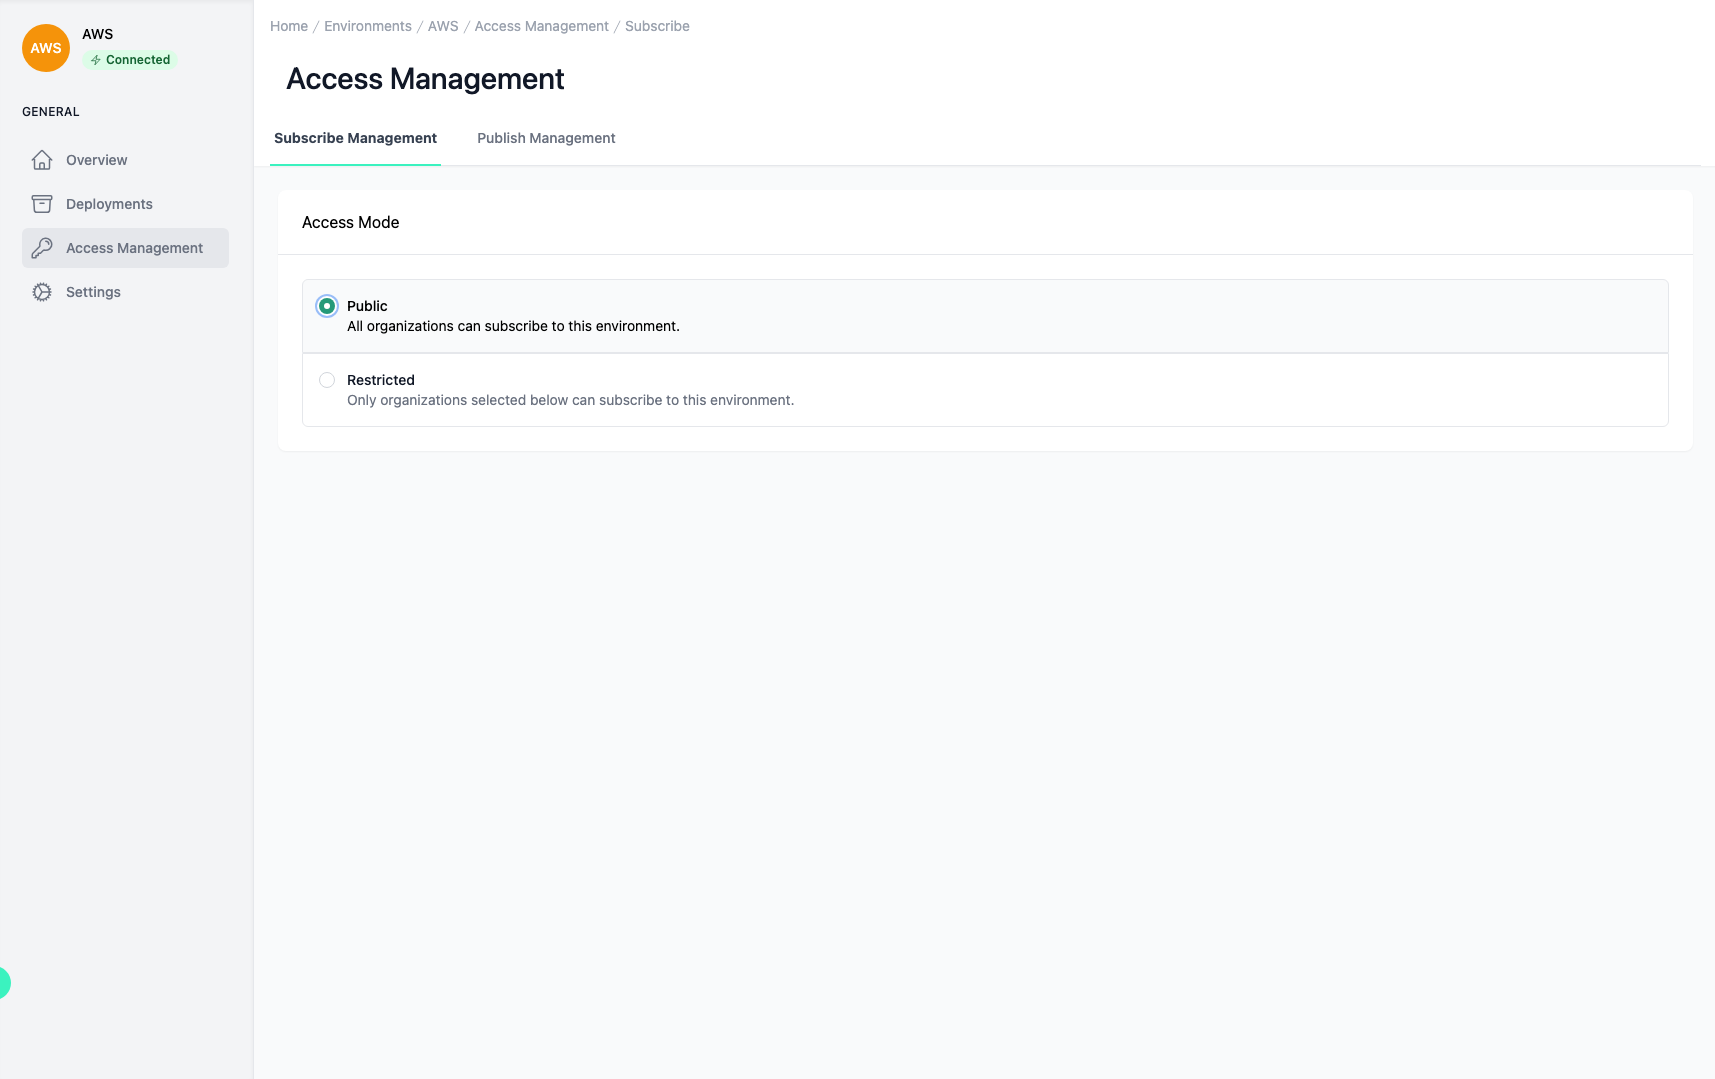 AWS
AWS
Connected
GENERAL
Overview
Deployments
Access Management
Settings
Home / Environments / AWS / Access Management / Subscribe
Access Management
Subscribe Management
Publish Management
Access Mode
Public
All organizations can subscribe to this environment.
Restricted
Only organizations selected below can subscribe to this environment.